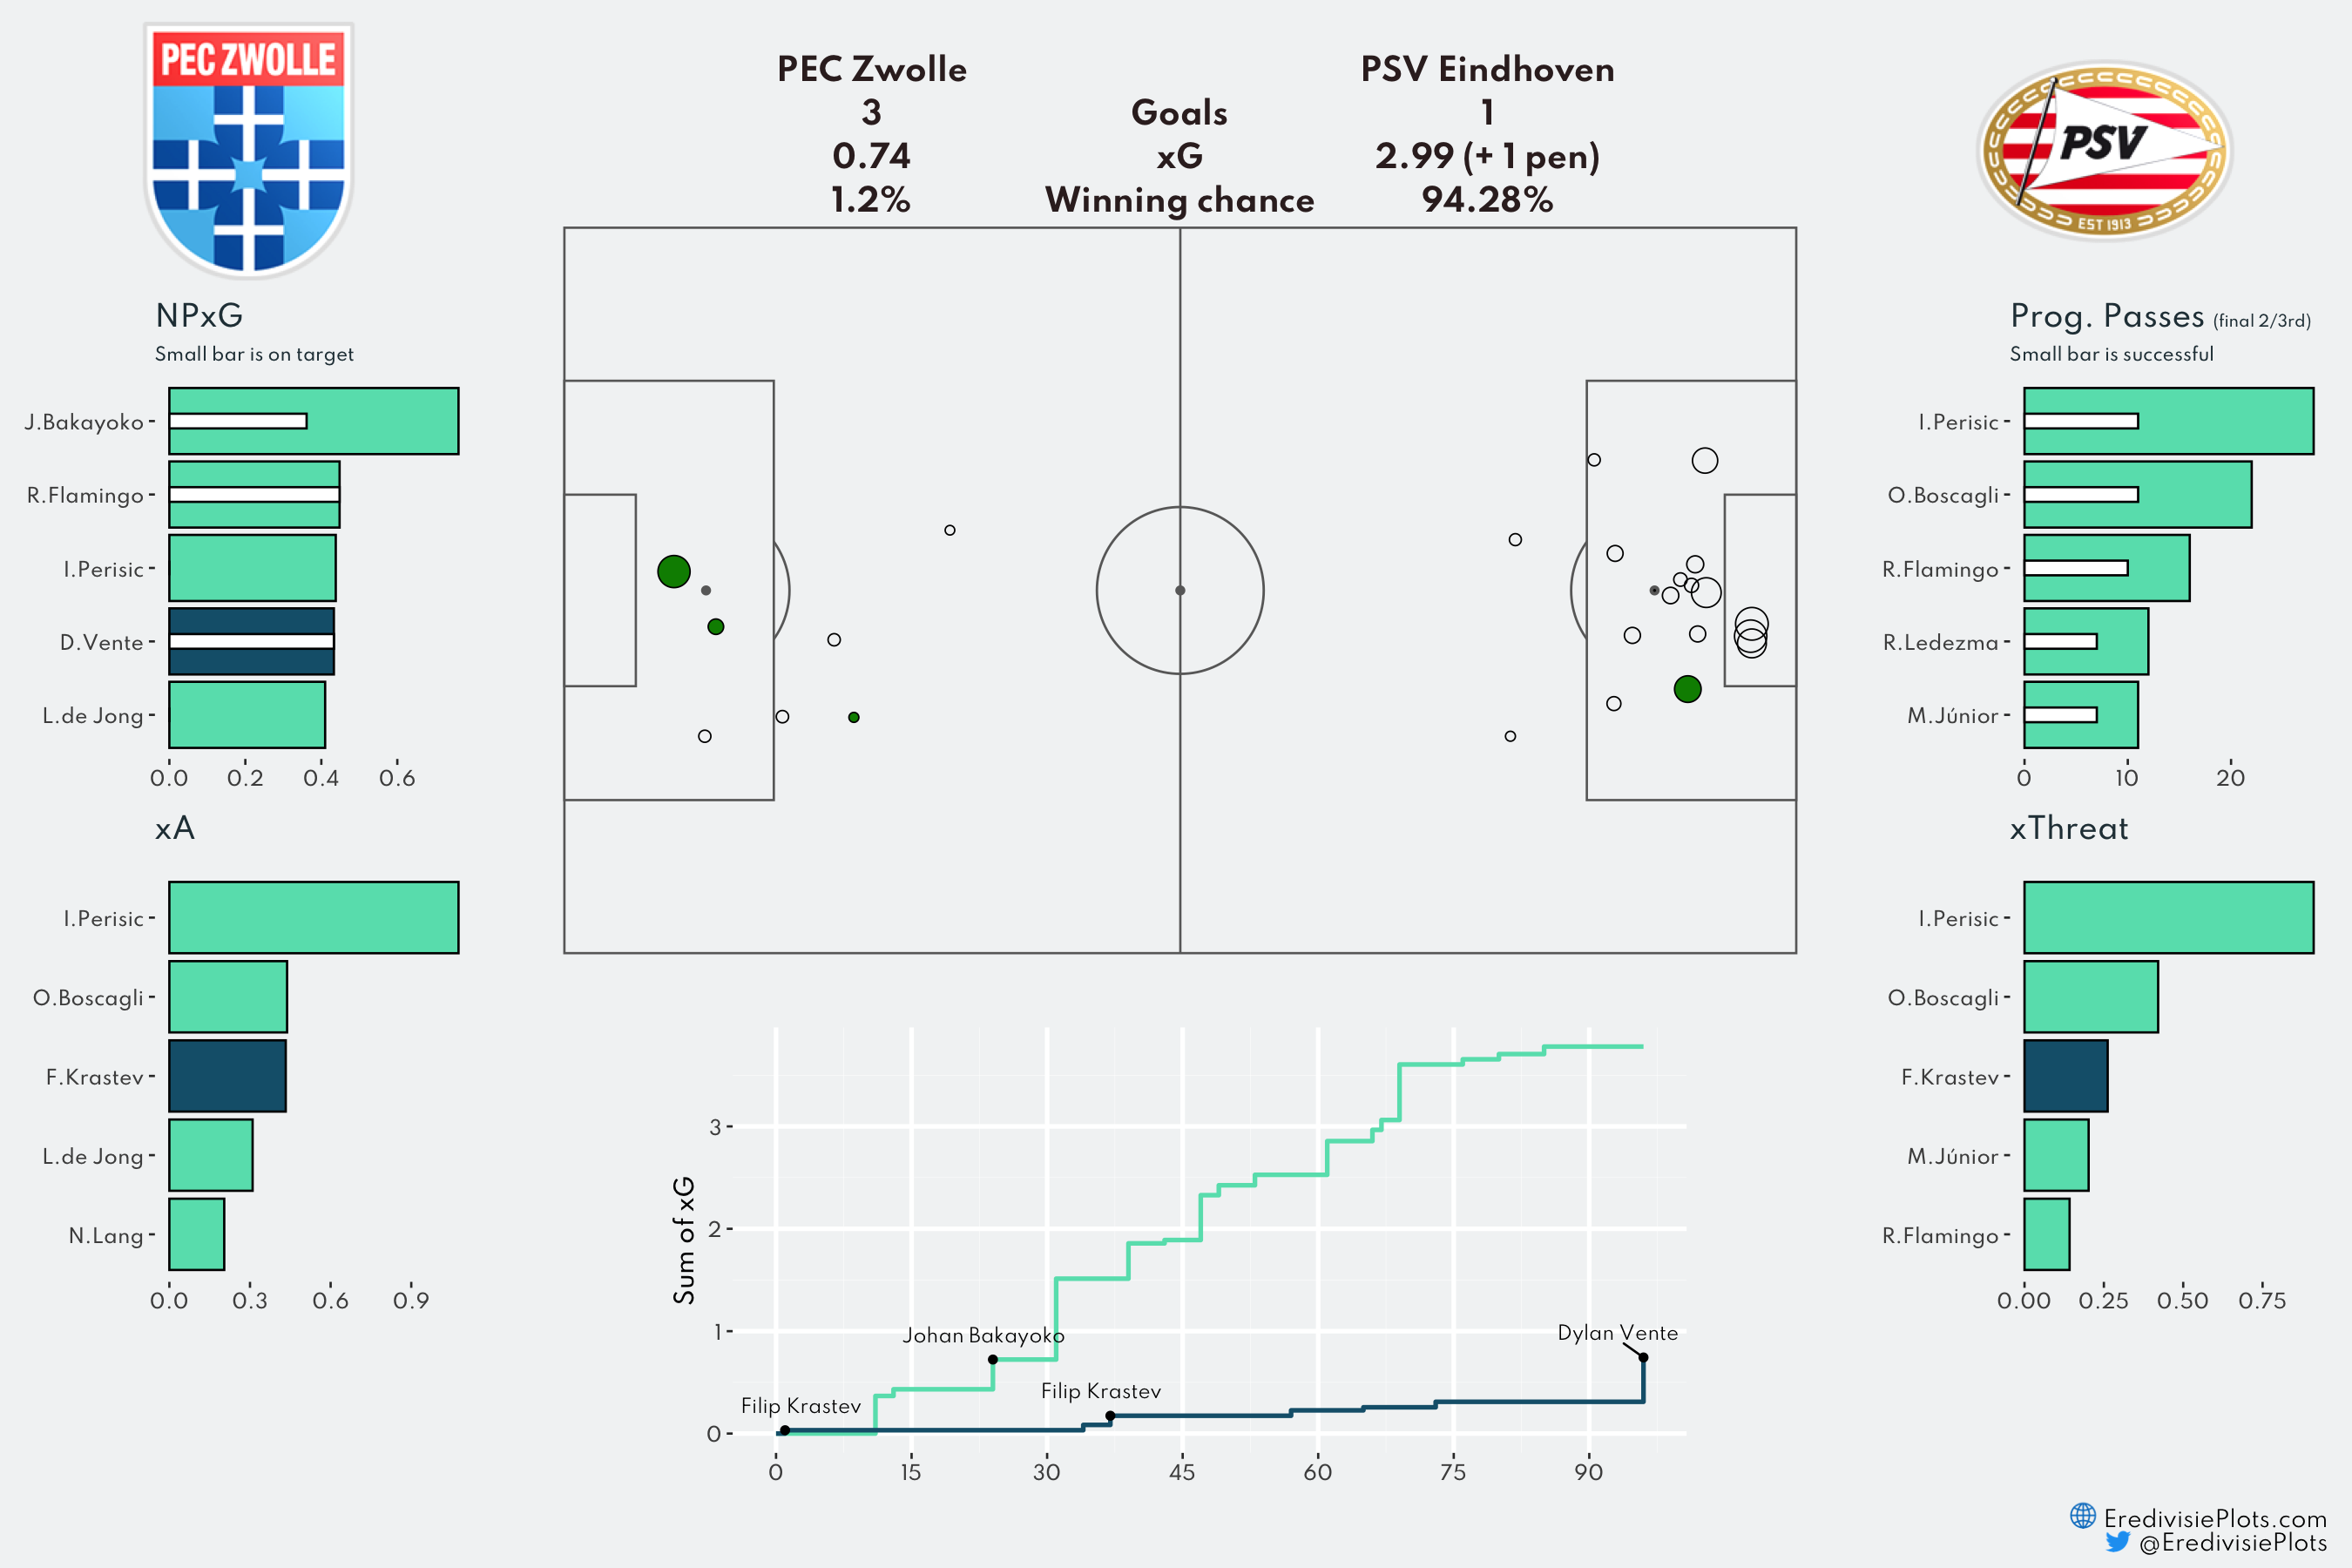 PEC ZWOLLE
PEC Zwolle PSV Eindhoven
3 Goals 1
0.74 xG 2.99 (+ 1 pen)
1.2% Winning chance 94.28%
PSV
EST 1913
NPxG
Small bar is on target
J.Bakayoko
R.Flamingo
I.Perisic
D.Vente
L.de Jong
0.0 0.2 0.4 0.6
xA
I.Perisic
O.Boscagli
F.Krastev
L.de Jong
N.Lang
0.0 0.3 0.6 0.9
Sum of xG
3
2
1
0
Johan Bakayoko
Dylan Vente
Filip Krastev
Filip Krastev
0 15 30 45 60 75 90
Prog. Passes (final 2/3rd)
Small bar is successful
I.Perisic
O.Boscagli
R.Flamingo
R.Ledezma
M.Júnior
0 10 20
xThreat
I.Perisic
O.Boscagli
F.Krastev
M.Júnior
R.Flamingo
0.00 0.25 0.50 0.75
EredivisiePlots.com
@EredivisiePlots